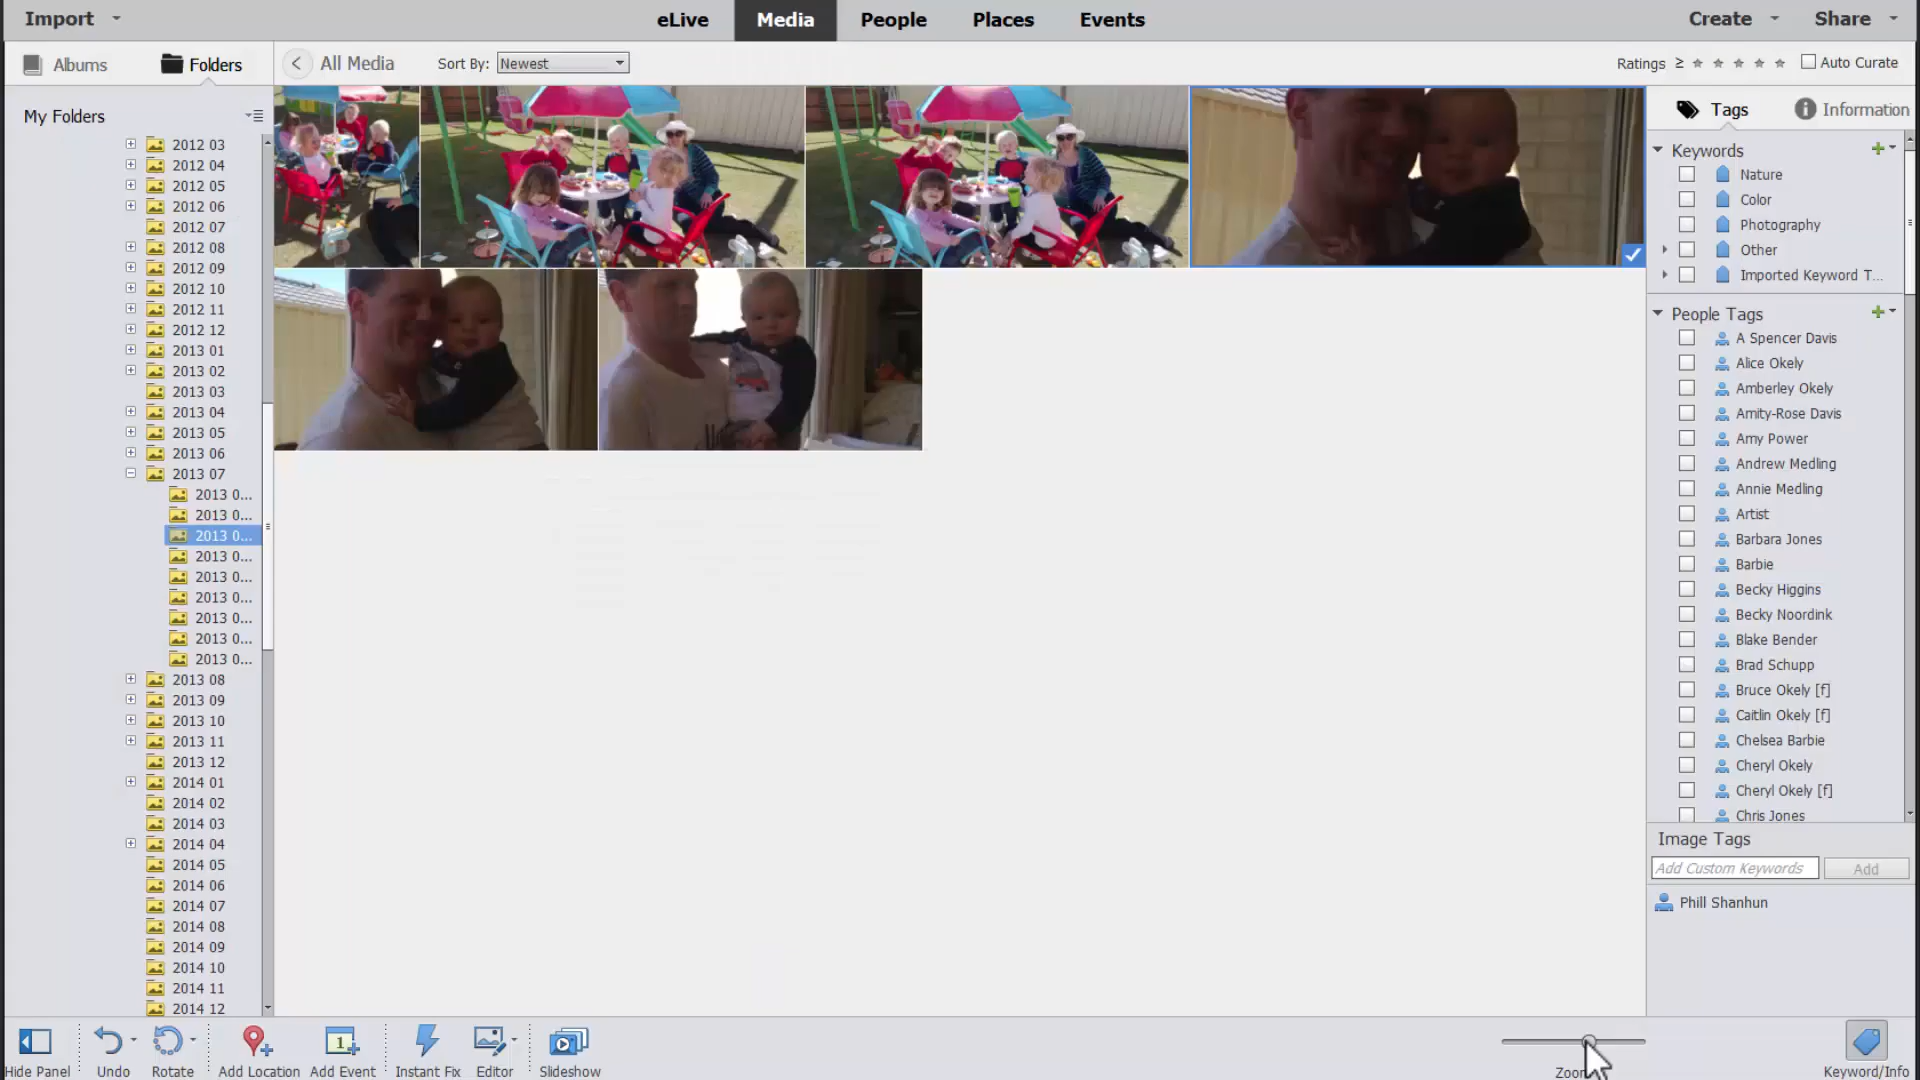 Import
eLive
Media
People
Places
Events
Create
Share
Albums
Folders
All Media
Sort By:
Newest
Ratings ≥
Auto Curate
My Folders
2012 03
2012 04
2012 05
2012 06
2012 07
2012 08
2012 09
2012 10
2012 11
2012 12
2013 01
2013 02
2013 03
2013 04
2013 05
2013 06
2013 07
2013 0...
2013 0...
2013 0...
2013 0...
2013 0...
2013 0...
2013 0...
2013 0...
2013 0...
2013 08
2013 09
2013 10
2013 11
2013 12
2014 01
2014 02
2014 03
2014 04
2014 05
2014 06
2014 07
2014 08
2014 09
2014 10
2014 11
2014 12
Tags
Information
Keywords
Nature
Color
Photography
Other
Imported Keyword T...
People Tags
A Spencer Davis
Alice Okely
Amberley Okely
Amity-Rose Davis
Amy Power
Andrew Medling
Annie Medling
Artist
Barbara Jones
Barbie
Becky Higgins
Becky Noordink
Blake Bender
Brad Schupp
Bruce Okely [f]
Caitlin Okely [f]
Chelsea Barbie
Cheryl Okely
Cheryl Okely [f]
Chris Jones
Image Tags
Add Custom Keywords
Add
Phill Shanhun
Hide Panel
Undo
Rotate
Add Location
1
Add Event
Instant Fix
Editor
Slideshow
Keyword/Info